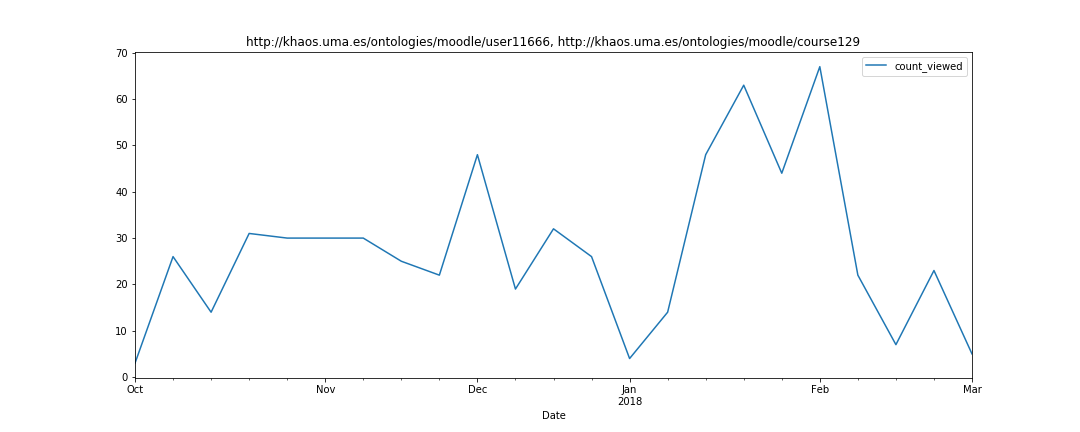 http://khaos.uma.es/ontologies/moodle/user11666, http://khaos.uma.es/ontologies/moodle/course129
70
count_viewed
60
50
40
30
20
10
0
Oct Nov Dec Jan Feb Mar
2018
Date